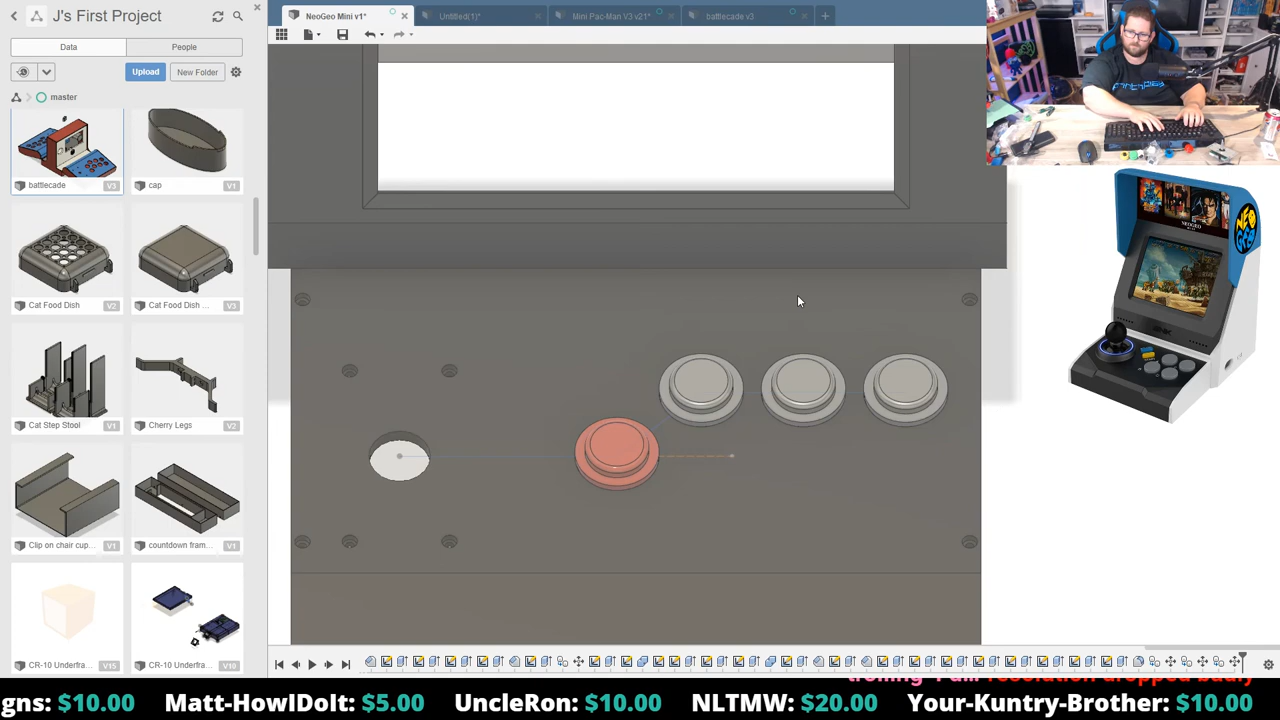 J's First Project
NeoGeo Mini v1*
Untitled(1)*
Mini Pac-Man V3 v21*
battlecade v3
Data
People
Upload
New Folder
master
battlecade
V3
cap
V1
Cat Food Dish
V2
Cat Food Dish ...
V3
Cat Step Stool
V1
Cherry Legs
V2
Clip on chair cup...
V1
countdown fram...
V1
CR-10 Underfra...
V15
CR-10 Underfra...
V10
NEOGEO
NEO
GEO
gns: $10.00 Matt-HowIDoIt: $5.00 UncleRon: $10.00 NLTMW: $20.00 Your-Kuntry-Brother: $10.00